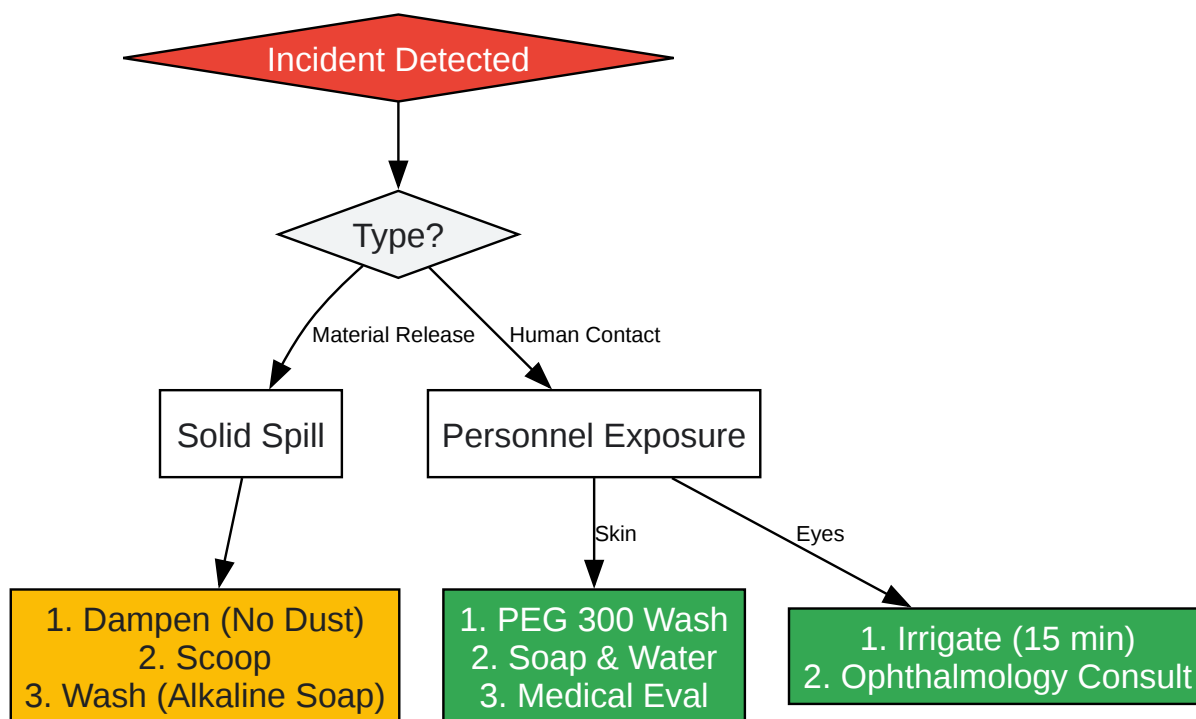 Incident Detected
Type?
Material Release
Human Contact
Solid Spill
Personnel Exposure
Skin
Eyes
1. Dampen (No Dust)
2. Scoop
3. Wash (Alkaline Soap)
1. PEG 300 Wash
2. Soap & Water
3. Medical Eval
1. Irrigate (15 min)
2. Ophthalmology Consult